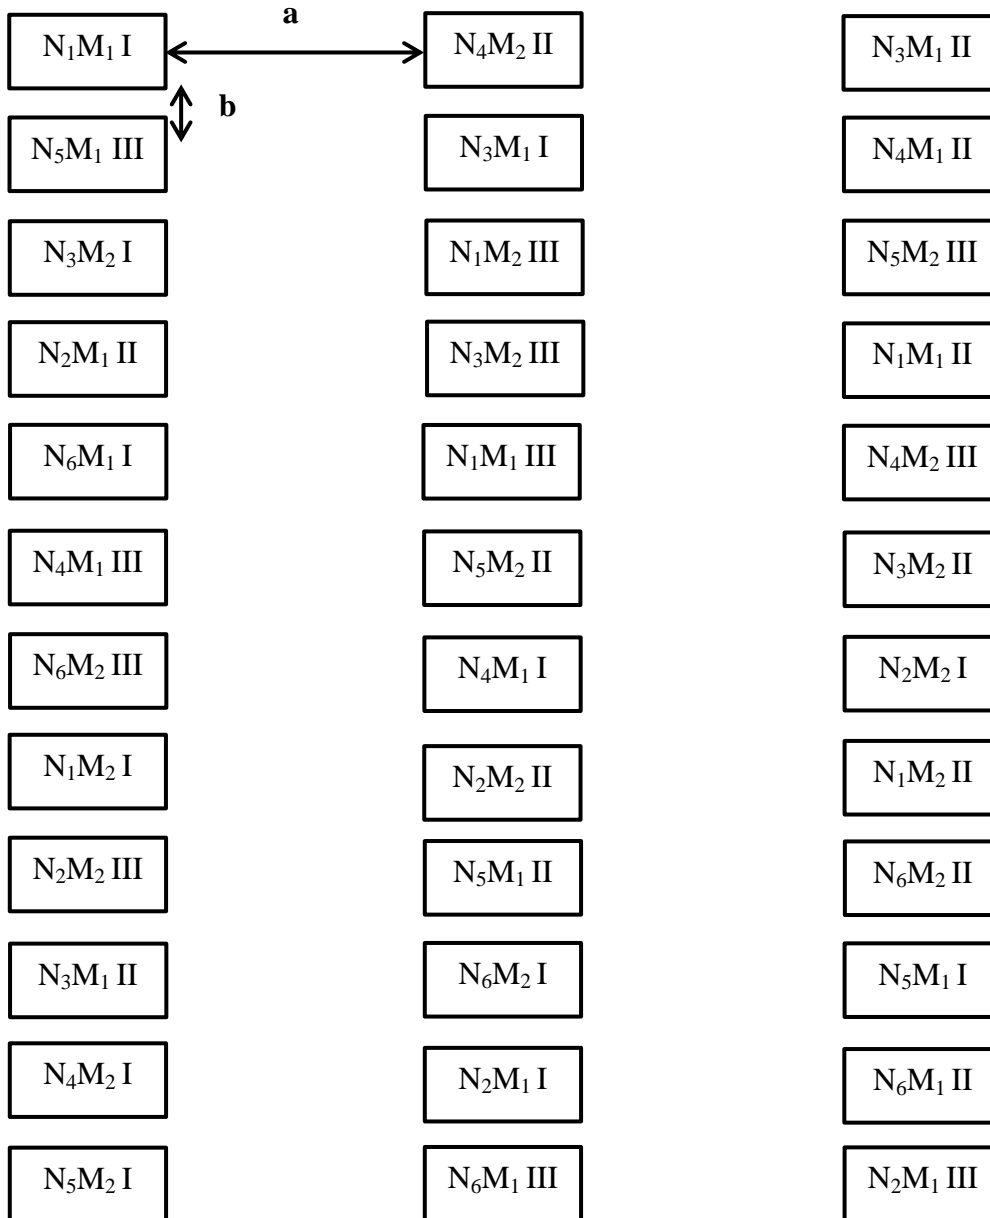 a
N₁M₁ I N₄M₂ II N₃M₁ II
b
N₅M₁ III N₃M₁ I N₄M₁ II
N₃M₂ I N₁M₂ III N₅M₂ III
N₂M₁ II N₃M₂ III N₁M₁ II
N₆M₁ I N₁M₁ III N₄M₂ III
N₄M₁ III N₅M₂ II N₃M₂ II
N₆M₂ III N₄M₁ I N₂M₂ I
N₁M₂ I N₂M₂ II N₁M₂ II
N₂M₂ III N₅M₁ II N₆M₂ II
N₃M₁ II N₆M₂ I N₅M₁ I
N₄M₂ I N₂M₁ I N₆M₁ II
N₅M₂ I N₆M₁ III N₂M₁ III